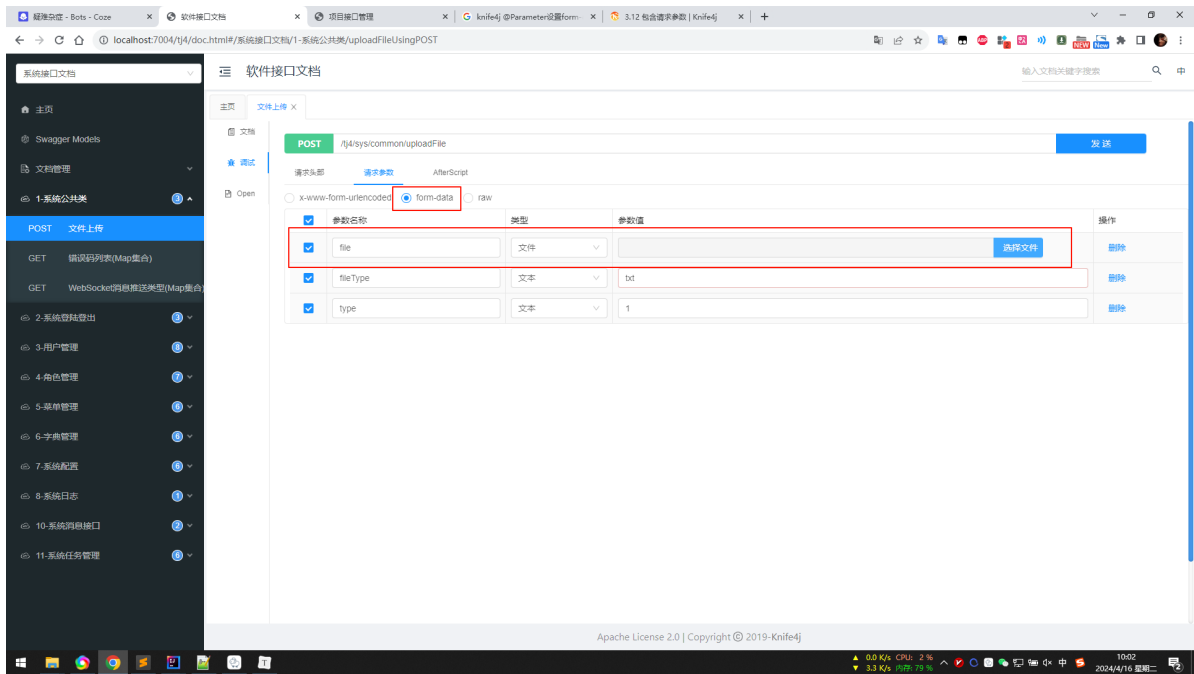 疑难杂症 - Bots - Coze
软件接口文档
项目接口管理
knife4j @Parameter设置form-
3.12 包含请求参数 | Knife4j
localhost:7004/tj4/doc.html#/系统接口文档/1-系统公共类/uploadFileUsingPOST
系统接口文档
软件接口文档
输入文档关键字搜索
中
主页
Swagger Models
文档管理
1-系统公共类 3
POST 文件上传
GET 错误码列表(Map集合)
GET WebSocket消息推送类型(Map集合)
2-系统登陆登出 3
3-用户管理 8
4-角色管理 7
5-菜单管理 6
6-字典管理 6
7-系统配置 6
8-系统日志 1
10-系统消息接口 2
11-系统任务管理 6
主页
文件上传
文档
调试
Open
POST /tj4/sys/common/uploadFile 发 送
请求头部 请求参数 AfterScript
x-www-form-urlencoded form-data raw
参数名称 类型 参数值 操作
file 文件 选择文件 删除
fileType 文本 txt 删除
type 文本 1 删除
Apache License 2.0 | Copyright © 2019-Knife4j
0.0 K/s CPU: 2 %
3.3 K/s 内存: 79 %
中
10:02
2024/4/16 星期二
2